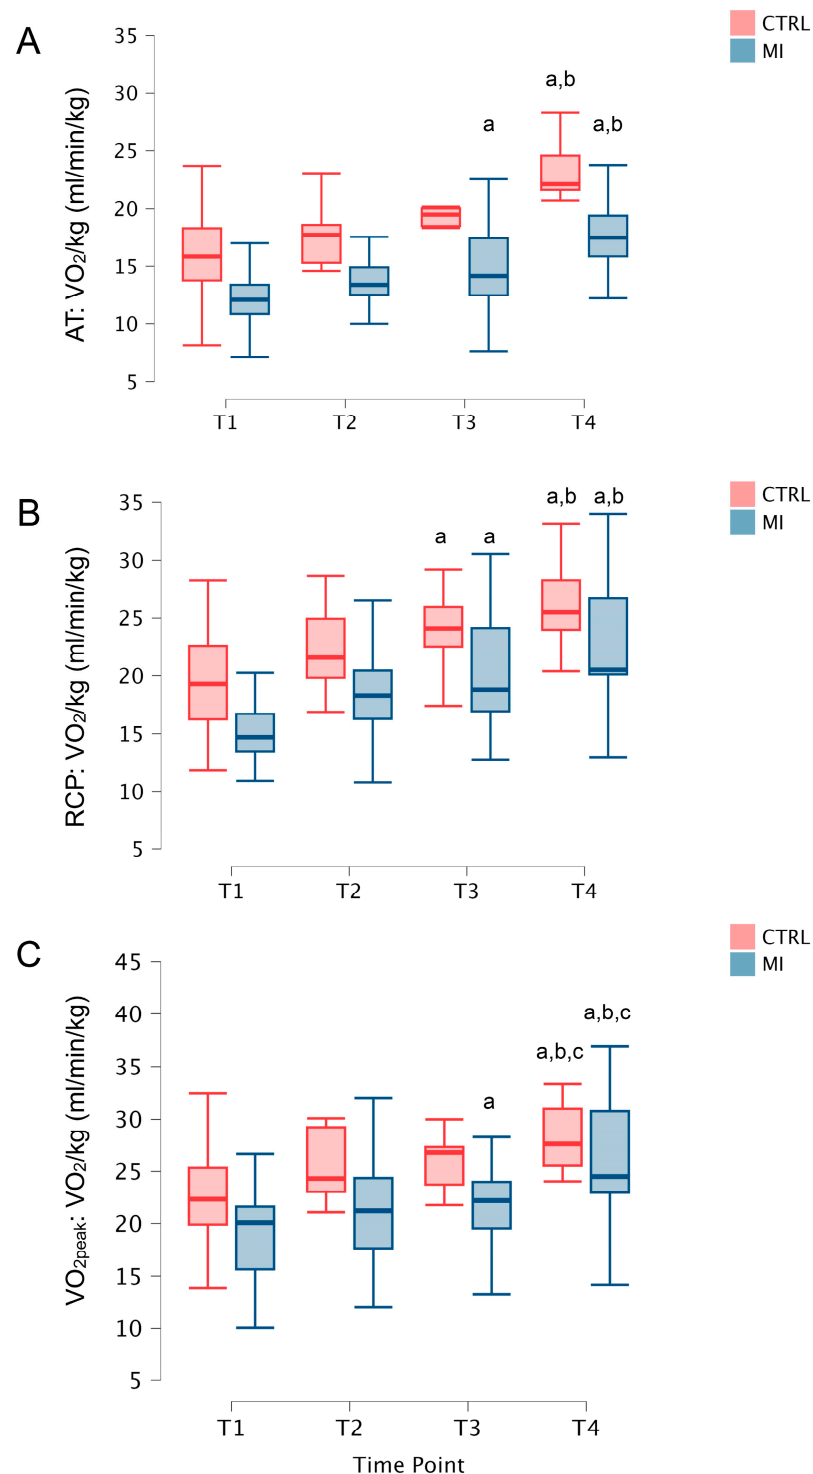 A
CTRL
MI
AT: VO2/kg (ml/min/kg)
35
30
25
20
15
10
5
a
a,b
a,b
T1 T2 T3 T4
B
CTRL
MI
RCP: VO2/kg (ml/min/kg)
35
30
25
20
15
10
5
a
a
a,b
a,b
T1 T2 T3 T4
C
CTRL
MI
VO2peak: VO2/kg (ml/min/kg)
45
40
35
30
25
20
15
10
5
a
a,b,c
a,b,c
T1 T2 T3 T4
Time Point